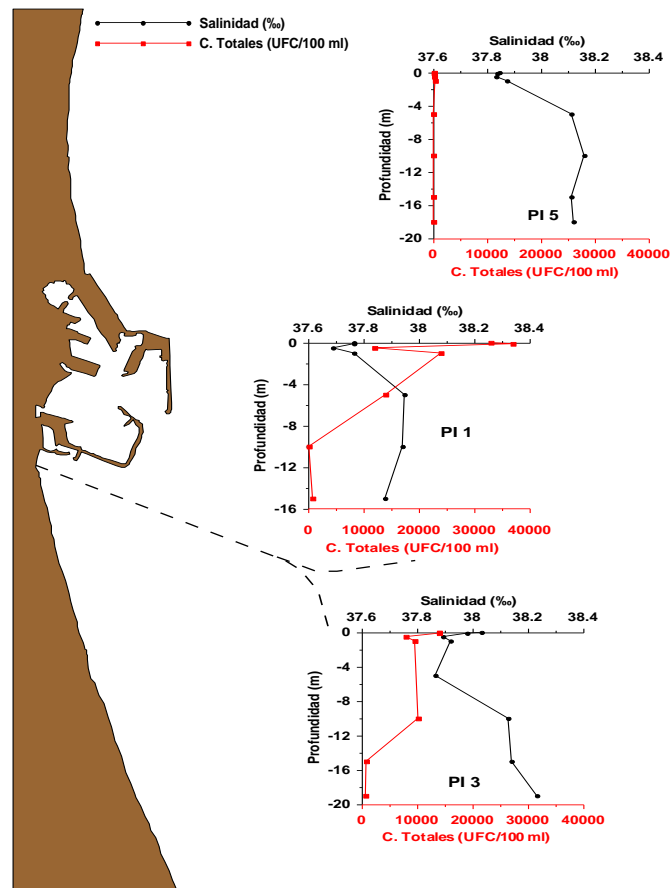 Salinidad (‰)
C. Totales (UFC/100 ml)
Salinidad (‰)
37.6 37.8 38 38.2 38.4
0
-4
-8
-12
-16
-20
Profundidad (m)
PI 5
0 10000 20000 30000 40000
C. Totales (UFC/100 ml)
Salinidad (‰)
37.6 37.8 38 38.2 38.4
0
-4
-8
-12
-16
Profundidad (m)
PI 1
0 10000 20000 30000 40000
C. Totales (UFC/100 ml)
Salinidad (‰)
37.6 37.8 38 38.2 38.4
0
-4
-8
-12
-16
-20
Profundidad (m)
PI 3
0 10000 20000 30000 40000
C. Totales (UFC/100 ml)